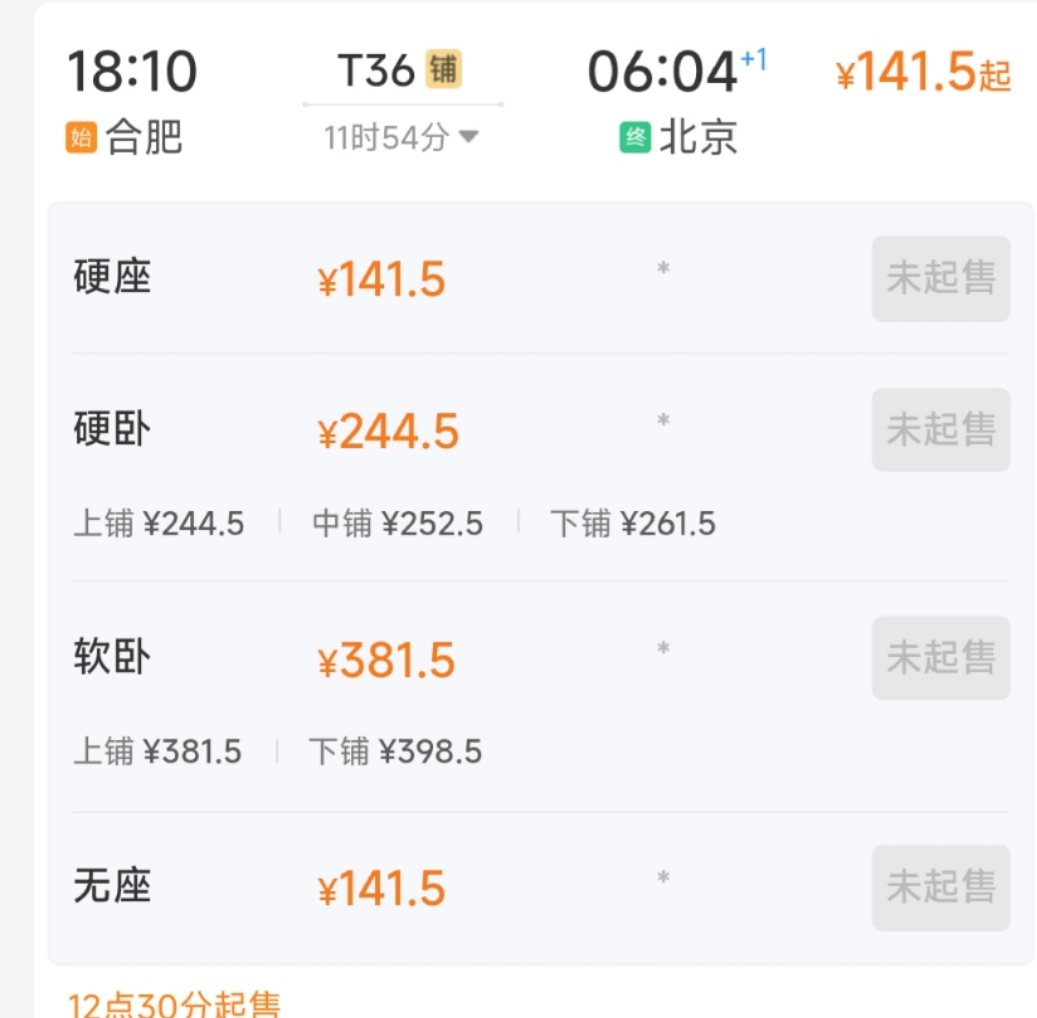 18:10 T36 铺 06:04+1 ¥141.5起
始 合肥 11时54分 终 北京
硬座 ¥141.5 * 未起售
硬卧 ¥244.5 * 未起售
上铺 ¥244.5 中铺 ¥252.5 下铺 ¥261.5
软卧 ¥381.5 * 未起售
上铺 ¥381.5 下铺 ¥398.5
无座 ¥141.5 * 未起售
12点30分起售